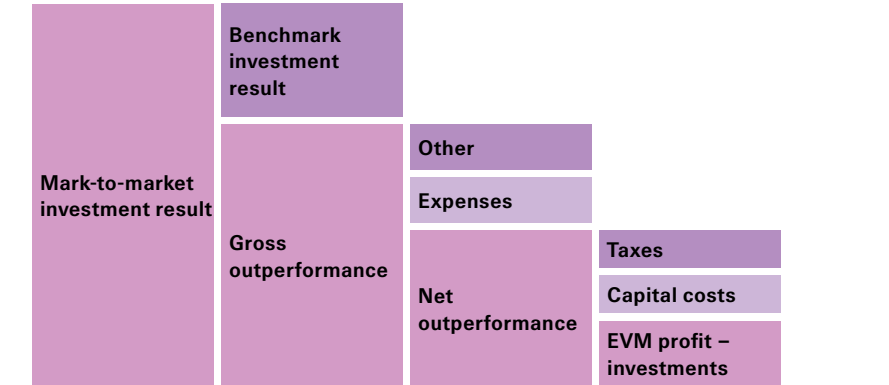 Mark-to-market
investment result
Benchmark
investment
result
Gross
outperformance
Other
Expenses
Net
outperformance
Taxes
Capital costs
EVM profit –
investments